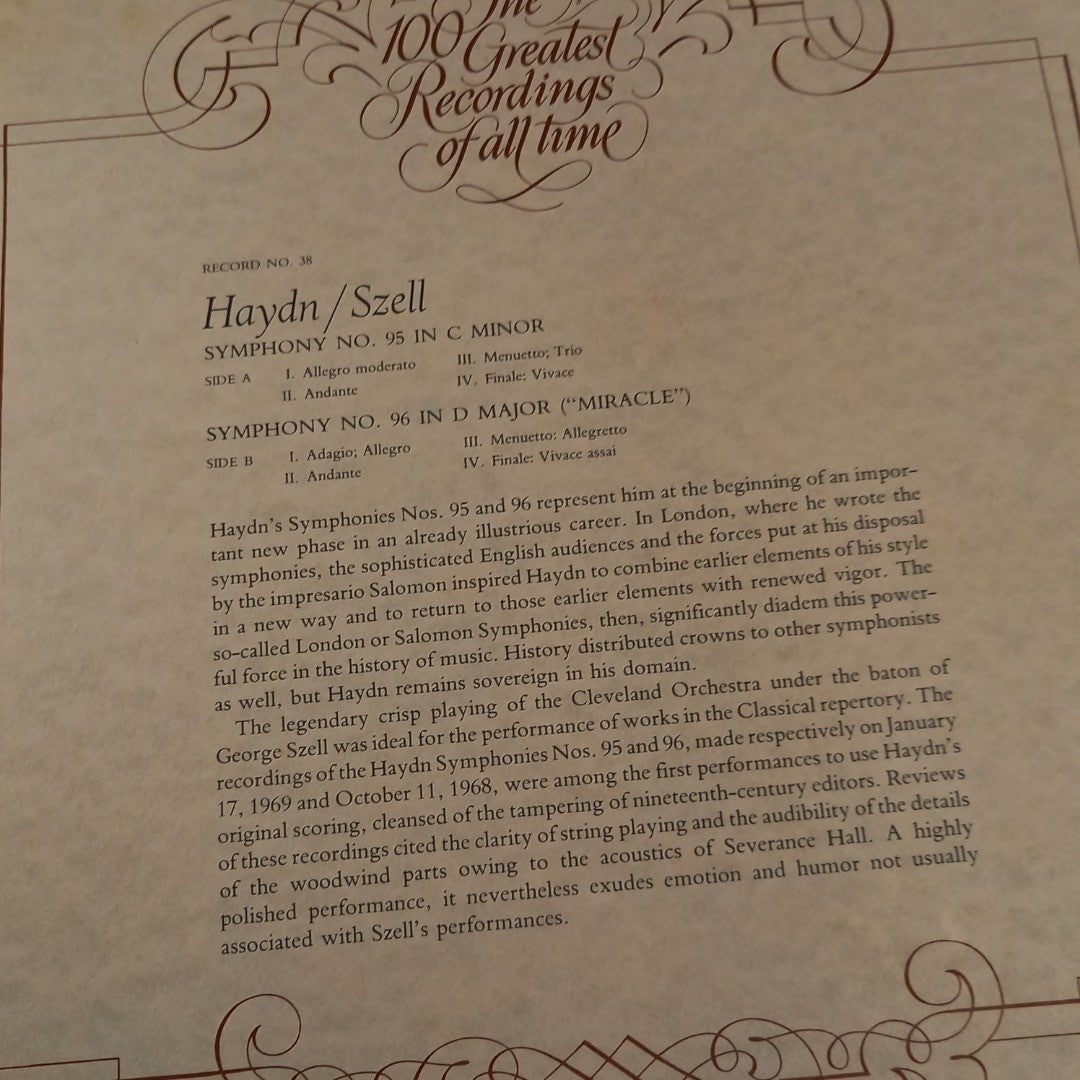 The
100 Greatest
Recordings
of all time
RECORD NO. 38
Haydn / Szell
SYMPHONY NO. 95 IN C MINOR
SIDE A I. Allegro moderato III. Menuetto; Trio
II. Andante IV. Finale: Vivace
SYMPHONY NO. 96 IN D MAJOR (“MIRACLE”)
SIDE B I. Adagio; Allegro III. Menuetto: Allegretto
II. Andante IV. Finale: Vivace assai
Haydn's Symphonies Nos. 95 and 96 represent him at the beginning of an impor-
tant new phase in an already illustrious career. In London, where he wrote the
symphonies, the sophisticated English audiences and the forces put at his disposal
by the impresario Salomon inspired Haydn to combine earlier elements of his style
in a new way and to return to those earlier elements with renewed vigor. The
so-called London or Salomon Symphonies, then, significantly diadem this power-
ful force in the history of music. History distributed crowns to other symphonists
as well, but Haydn remains sovereign in his domain.
The legendary crisp playing of the Cleveland Orchestra under the baton of
George Szell was ideal for the performance of works in the Classical repertory. The
recordings of the Haydn Symphonies Nos. 95 and 96, made respectively on January
17, 1969 and October 11, 1968, were among the first performances to use Haydn's
original scoring, cleansed of the tampering of nineteenth-century editors. Reviews
of these recordings cited the clarity of string playing and the audibility of the details
of the woodwind parts owing to the acoustics of Severance Hall. A highly
polished performance, it nevertheless exudes emotion and humor not usually
associated with Szell's performances.